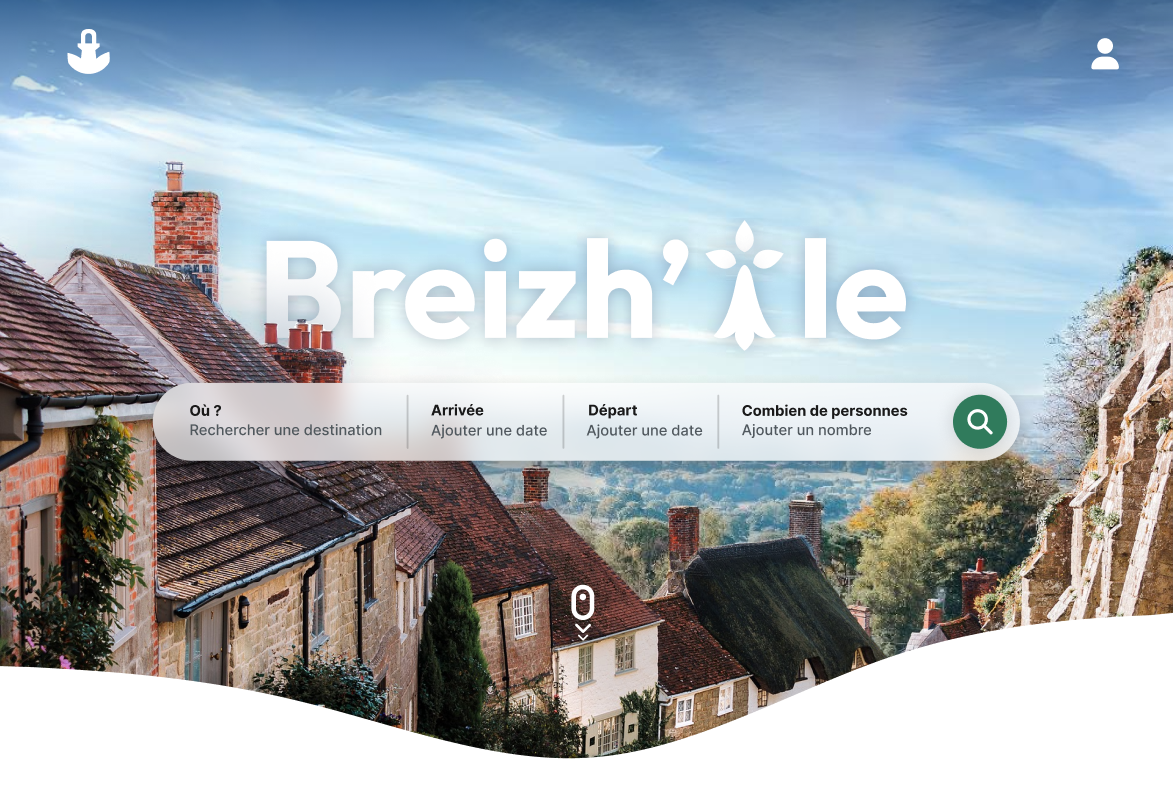 Breizh’ le
Où ?
Rechercher une destination
Arrivée
Ajouter une date
Départ
Ajouter une date
Combien de personnes
Ajouter un nombre